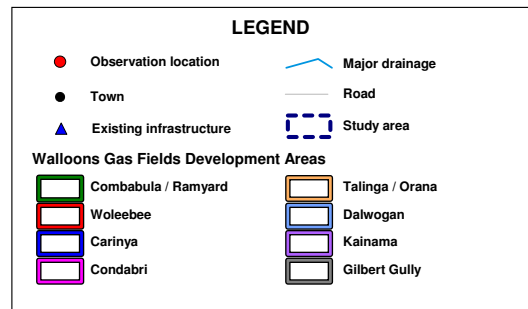 LEGEND
Observation location
Major drainage
Town
Road
Existing infrastructure
Study area
Walloons Gas Fields Development Areas
Combabula / Ramyard
Talinga / Orana
Woleebee
Dalwogan
Carinya
Kainama
Condabri
Gilbert Gully